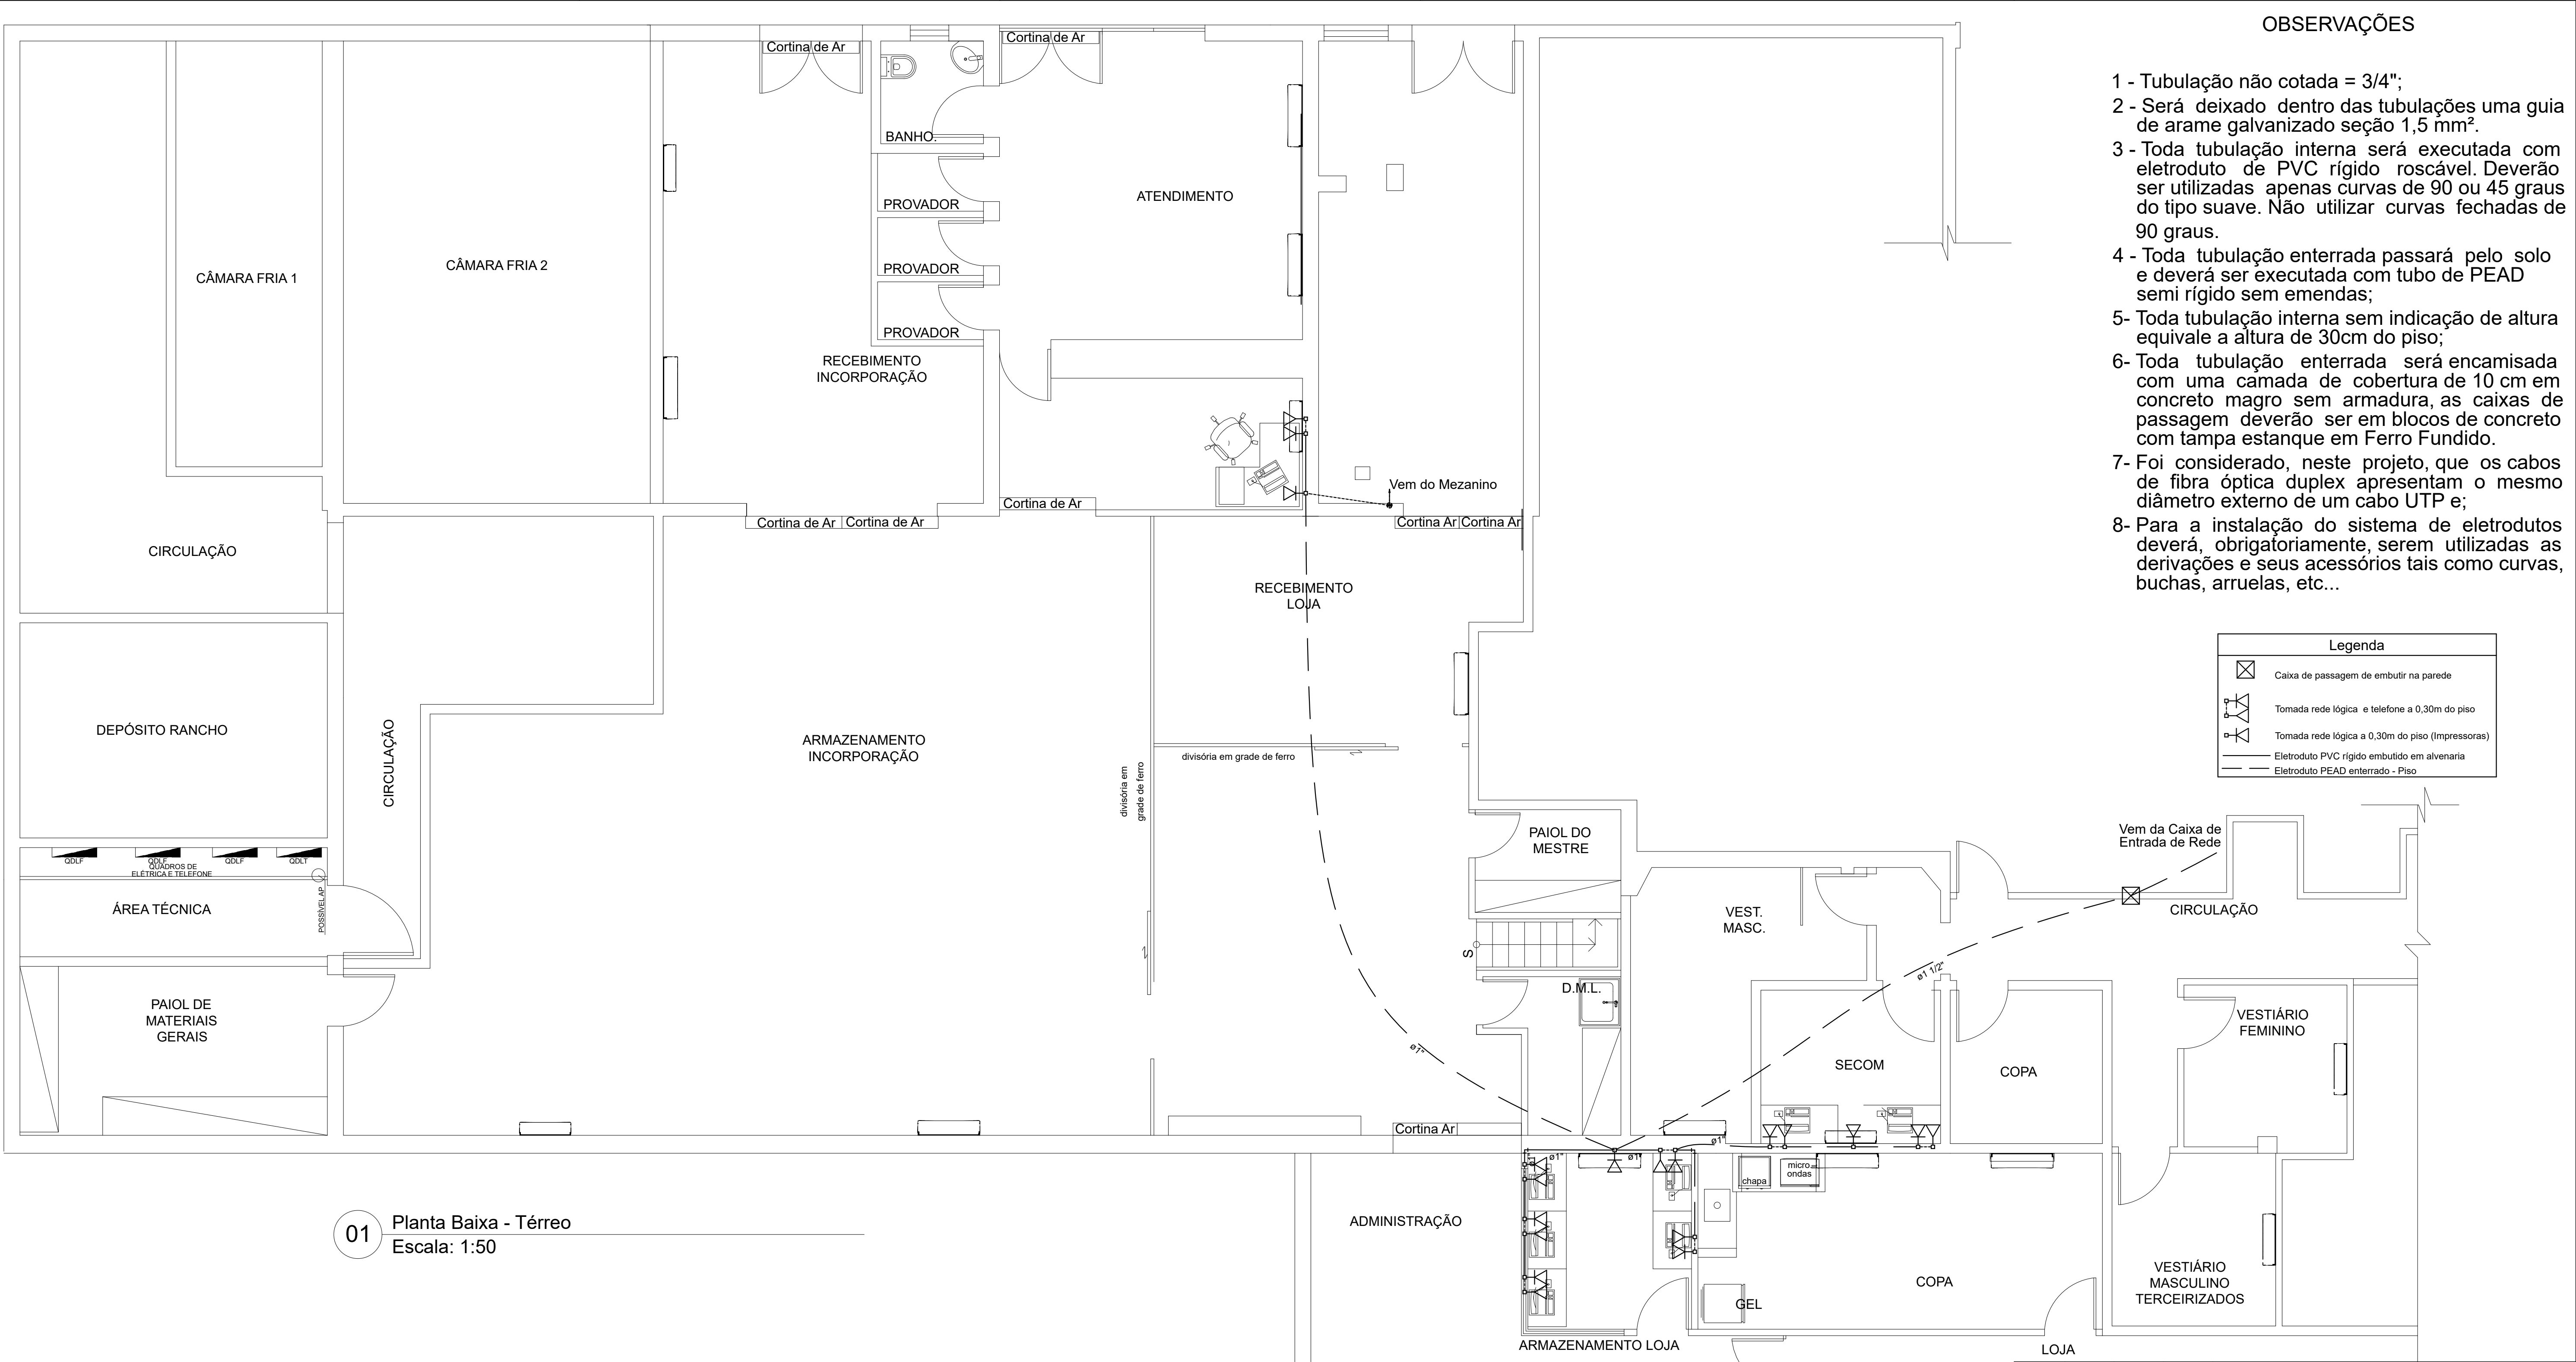 OBSERVAÇÕES
1 - Tubulação não cotada = 3/4";
2 - Será deixado dentro das tubulações uma guia
de arame galvanizado seção 1,5 mm².
3 - Toda tubulação interna será executada com
eletroduto de PVC rígido roscável. Deverão
ser utilizadas apenas curvas de 90 ou 45 graus
do tipo suave. Não utilizar curvas fechadas de
90 graus.
4 - Toda tubulação enterrada passará pelo solo
e deverá ser executada com tubo de PEAD
semi rígido sem emendas;
5- Toda tubulação interna sem indicação de altura
equivale a altura de 30cm do piso;
6- Toda tubulação enterrada será encamisada
com uma camada de cobertura de 10 cm em
concreto magro sem armadura, as caixas de
passagem deverão ser em blocos de concreto
com tampa estanque em Ferro Fundido.
7- Foi considerado, neste projeto, que os cabos
de fibra óptica duplex apresentam o mesmo
diâmetro externo de um cabo UTP e;
8- Para a instalação do sistema de eletrodutos
deverá, obrigatoriamente, serem utilizadas as
derivações e seus acessórios tais como curvas,
buchas, arruelas, etc...
Legenda
Caixa de passagem de embutir na parede
Tomada rede lógica e telefone a 0,30m do piso
Tomada rede lógica a 0,30m do piso (Impressoras)
Eletroduto PVC rígido embutido em alvenaria
Eletroduto PEAD enterrado - Piso
Cortina de Ar
Cortina de Ar
BANHO.
PROVADOR
PROVADOR
PROVADOR
ATENDIMENTO
CÂMARA FRIA 1
CÂMARA FRIA 2
RECEBIMENTO
INCORPORAÇÃO
Vem do Mezanino
Cortina de Ar
Cortina de Ar
Cortina de Ar
Cortina Ar
Cortina Ar
CIRCULAÇÃO
RECEBIMENTO
LOJA
DEPÓSITO RANCHO
CIRCULAÇÃO
ARMAZENAMENTO
INCORPORAÇÃO
divisória em
grade de ferro
divisória em grade de ferro
PAIOL DO
MESTRE
Vem da Caixa de
Entrada de Rede
QDLF
QDLF
QDLF
QDLT
QUADROS DE
ELÉTRICA E TELEFONE
POSSÍVEL AP
ÁREA TÉCNICA
VEST.
MASC.
CIRCULAÇÃO
S
ø1 1/2"
D.M.L.
PAIOL DE
MATERIAIS
GERAIS
VESTIÁRIO
FEMININO
ø1"
SECOM
COPA
Cortina Ar
ø1"
ø1"
ø1"
ø1"
chapa
micro
ondas
01
Planta Baixa - Térreo
Escala: 1:50
ADMINISTRAÇÃO
COPA
GEL
VESTIÁRIO
MASCULINO
TERCEIRIZADOS
ARMAZENAMENTO LOJA
LOJA